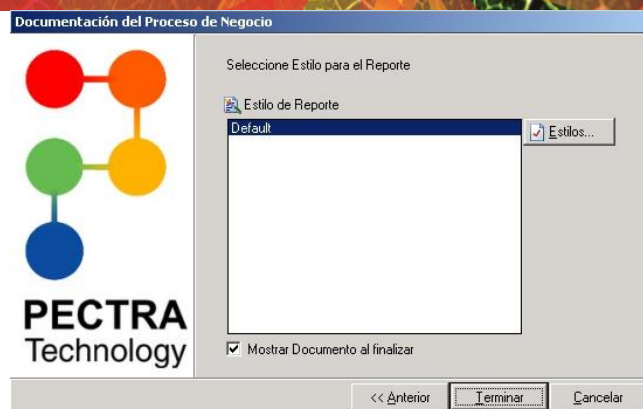 Documentación del Proceso de Negocio
Seleccione Estilo para el Reporte
Estilo de Reporte
Default
Estilos...
PECTRA
Technology
Mostrar Documento al finalizar
<< Anterior
Terminar
Cancelar